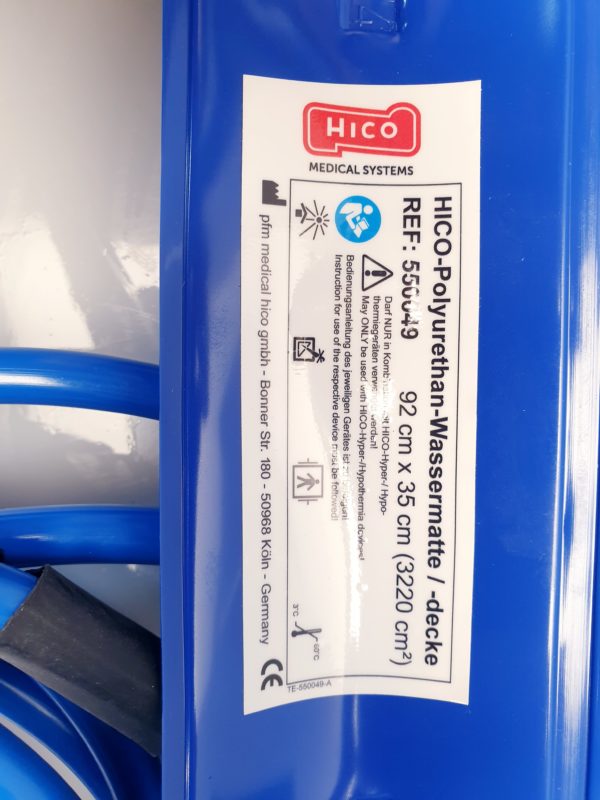 HICO
MEDICAL SYSTEMS
HICO-Polyurethan-Wassermatte / -decke
REF: 550049 92 cm x 35 cm (3220 cm²)
Darf NUR in Kombination mit HICO-Hyper-/ Hypo-
thermiegeräten verwendet werden!
May ONLY be used with HICO-Hyper-/Hypothermia devices!
Bedienungsanleitung des jeweiligen Gerätes ist zu befolgen!
Instruction for use of the respective device must be followed!
3°C
60°C
TE-550049-A
pfm medical hico gmbh - Bonner Str. 180 - 50968 Köln - Germany
CE